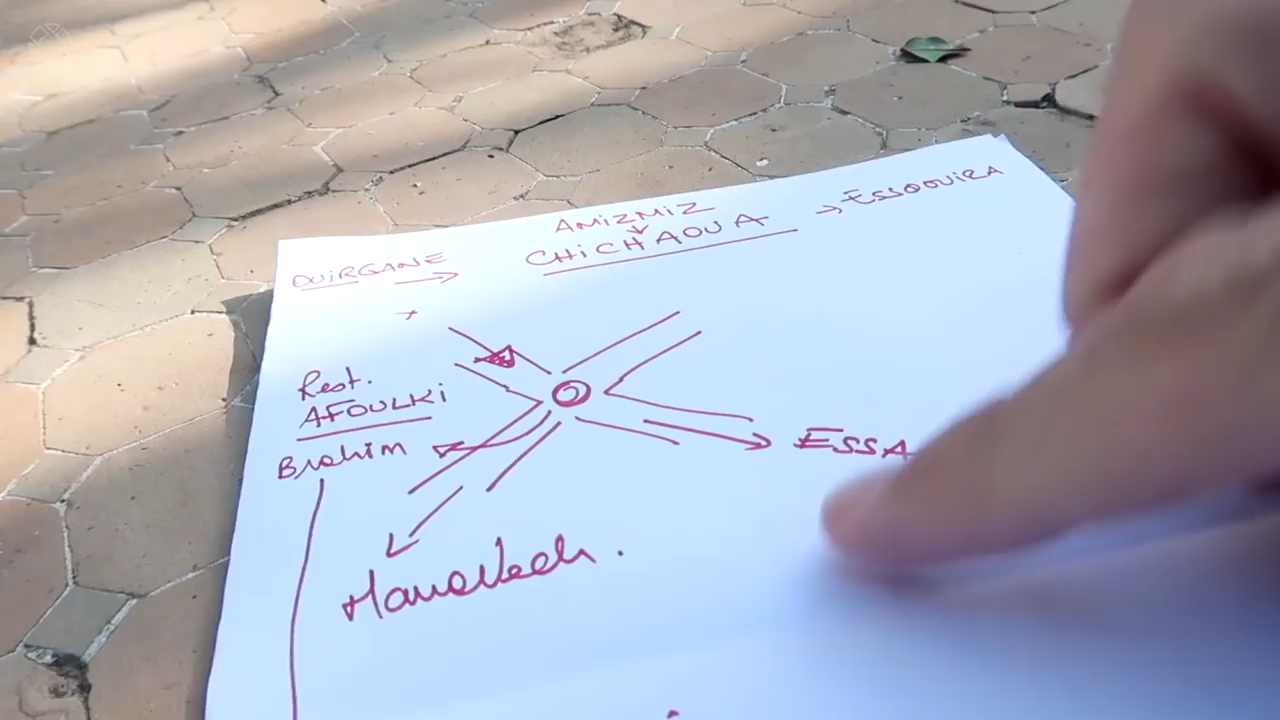 AMIZMIZ
OUIRGANE → CHICHAOUA → ESSAOUIRA
Rest.
AFOULKI
Brahim
ESSA
Marrakech.